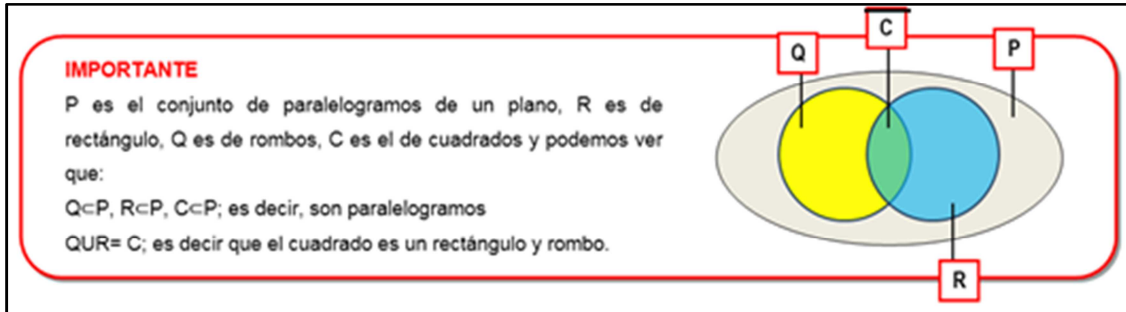 IMPORTANTE
P es el conjunto de paralelogramos de un plano, R es de
rectángulo, Q es de rombos, C es el de cuadrados y podemos ver
que:
Q⊂P, R⊂P, C⊂P; es decir, son paralelogramos
QUR= C; es decir que el cuadrado es un rectángulo y rombo.
Q
C
P
R